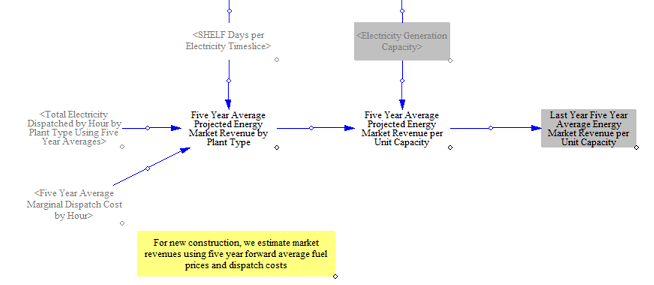 <SHELF Days per
Electricity Timeslice>
<Electricity Generation
Capacity>
<Total Electricity
Dispatched by Hour by
Plant Type Using Five
Year Averages>
Five Year Average
Projected Energy
Market Revenue by
Plant Type
Five Year Average
Projected Energy
Market Revenue per
Unit Capacity
Last Year Five Year
Average Energy
Market Revenue per
Unit Capacity
<Five Year Average
Marginal Dispatch Cost
by Hour>
For new construction, we estimate market
revenues using five year forward average fuel
prices and dispatch costs